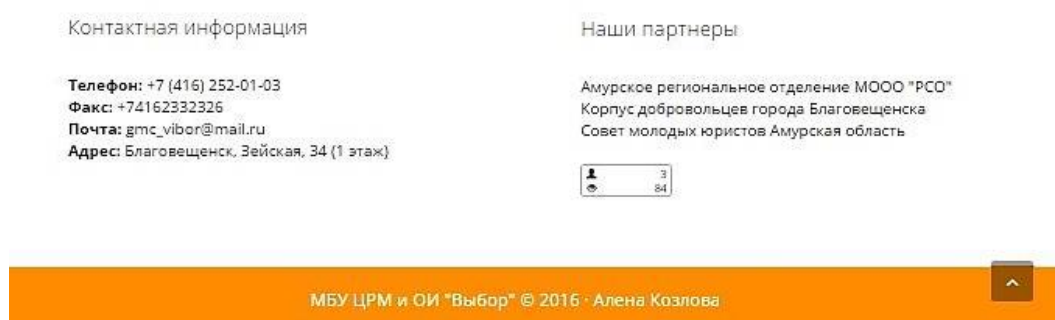 Контактная информация
Телефон: +7 (416) 252-01-03
Факс: +74162332326
Почта: gmc_vibor@mail.ru
Адрес: Благовещенск, Зейская, 34 (1 этаж)
Наши партнеры
Амурское региональное отделение МООО "РСО"
Корпус добровольцев города Благовещенска
Совет молодых юристов Амурская область
3
84
МБУ ЦРМ и ОИ "Выбор" © 2016 · Алена Козлова